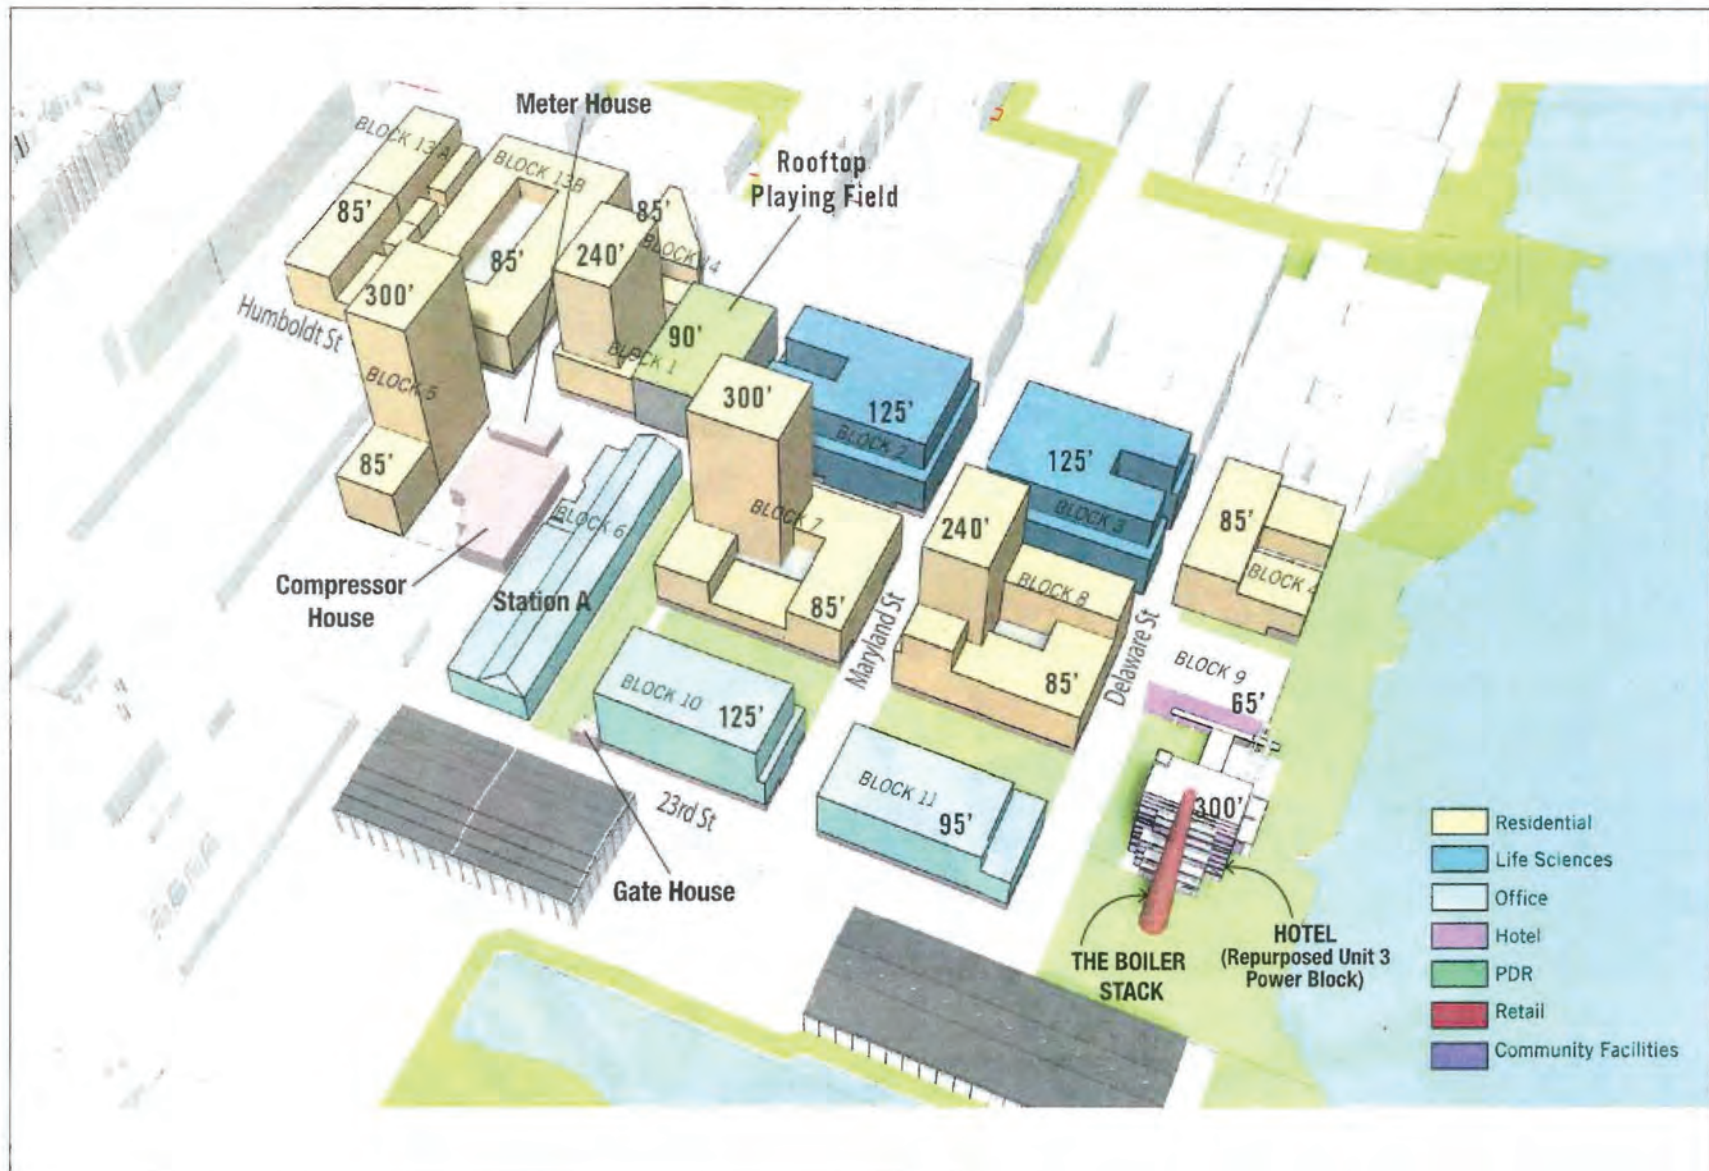 Meter House
BLOCK 13 A
BLOCK 13B
Rooftop
Playing Field
85'
85'
BLOCK 14
240'
85'
300'
Humboldt St
90'
BLOCK 1
BLOCK 5
300'
125'
BLOCK 2
125'
BLOCK 3
85'
BLOCK 6
BLOCK 7
240'
85'
BLOCK 4
Compressor
House
Station A
85'
BLOCK 8
Maryland St
Delaware St
BLOCK 9
65'
BLOCK 10
125'
85'
23rd St
BLOCK 11
95'
300'
Gate House
THE BOILER
STACK
HOTEL
(Repurposed Unit 3
Power Block)
Residential
Life Sciences
Office
Hotel
PDR
Retail
Community Facilities